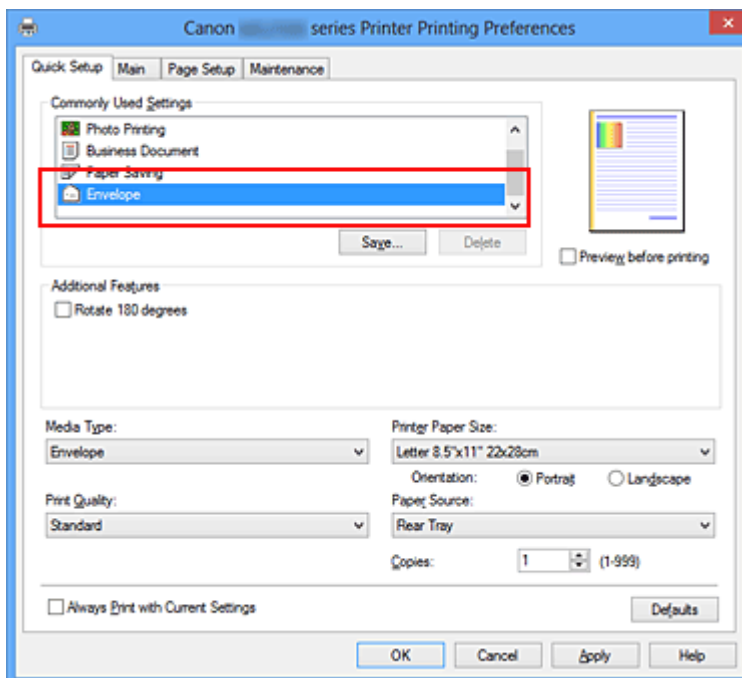 Canon series Printer Printing Preferences
Quick Setup Main Page Setup Maintenance
Commonly Used Settings
Photo Printing
Business Document
Paper Saving
Envelope
Save... Delete
Preview before printing
Additional Features
Rotate 180 degrees
Media Type:
Envelope
Printer Paper Size:
Letter 8.5"x11" 22x28cm
Orientation: Portrait Landscape
Print Quality:
Standard
Paper Source:
Rear Tray
Copies: 1 (1-999)
Always Print with Current Settings
Defaults
OK Cancel Apply Help